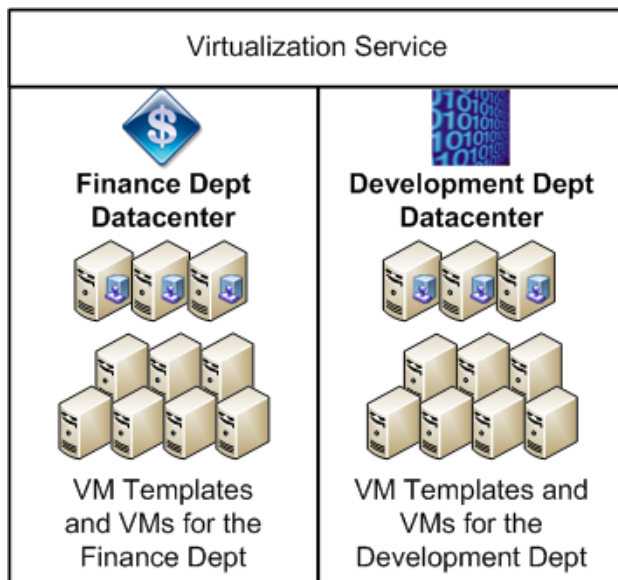 Virtualization Service
Finance Dept
Datacenter
VM Templates
and VMs for the
Finance Dept
Development Dept
Datacenter
VM Templates and
VMs for the
Development Dept